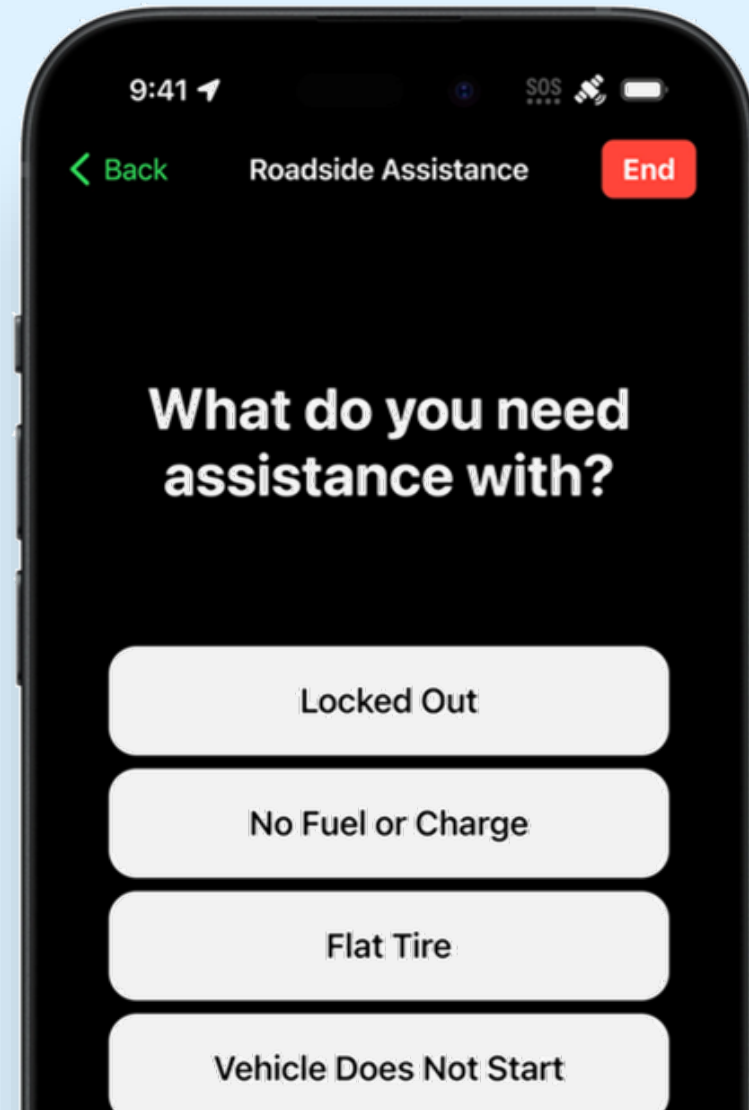 9:41
SOS
Back
Roadside Assistance
End
What do you need
assistance with?
Locked Out
No Fuel or Charge
Flat Tire
Vehicle Does Not Start